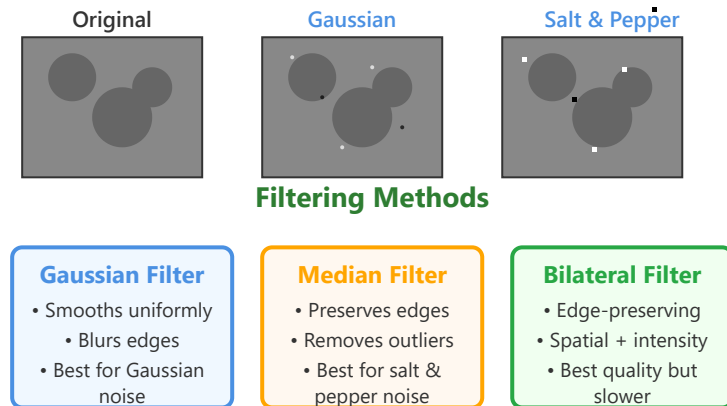 Original
Gaussian
Salt & Pepper
Filtering Methods
Gaussian Filter
• Smooths uniformly
• Blurs edges
• Best for Gaussian
noise
Median Filter
• Preserves edges
• Removes outliers
• Best for salt &
pepper noise
Bilateral Filter
• Edge-preserving
• Spatial + intensity
• Best quality but
slower